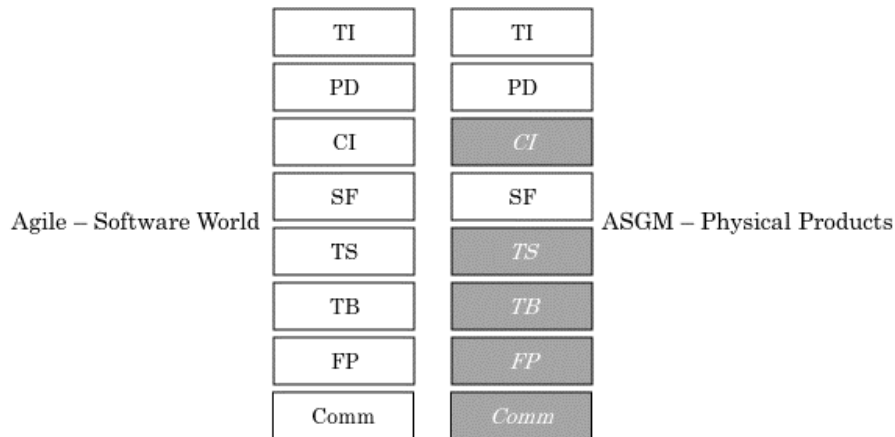 TI TI
PD PD
CI CI
SF SF
Agile – Software World ASGM – Physical Products
TS TS
TB TB
FP FP
Comm Comm